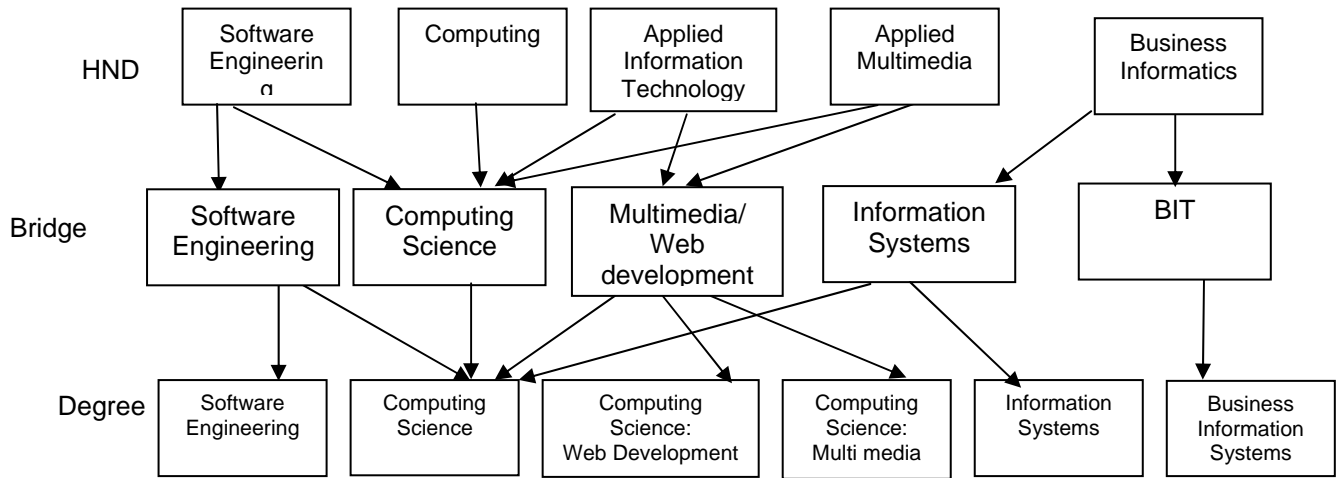 HND
Software
Engineerin
g
Computing
Applied
Information
Technology
Applied
Multimedia
Business
Informatics
Bridge
Software
Engineering
Computing
Science
Multimedia/
Web
development
Information
Systems
BIT
Degree
Software
Engineering
Computing
Science
Computing
Science:
Web Development
Computing
Science:
Multi media
Information
Systems
Business
Information
Systems